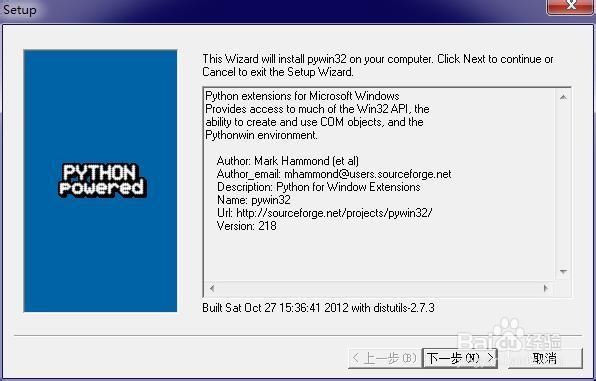 Setup
This Wizard will install pywin32 on your computer. Click Next to continue or
Cancel to exit the Setup Wizard.
Python extensions for Microsoft Windows
Provides access to much of the Win32 API, the
ability to create and use COM objects, and the
Pythonwin environment.
Author: Mark Hammond (et al)
Author_email: mhammond@users.sourceforge.net
Description: Python for Window Extensions
Name: pywin32
Url: http://sourceforge.net/projects/pywin32/
Version: 218
PYTHON
powered
Built Sat Oct 27 15:36:41 2012 with distutils-2.7.3
< 上一步(B) 下一步(N) > 取消
Baidu 经验